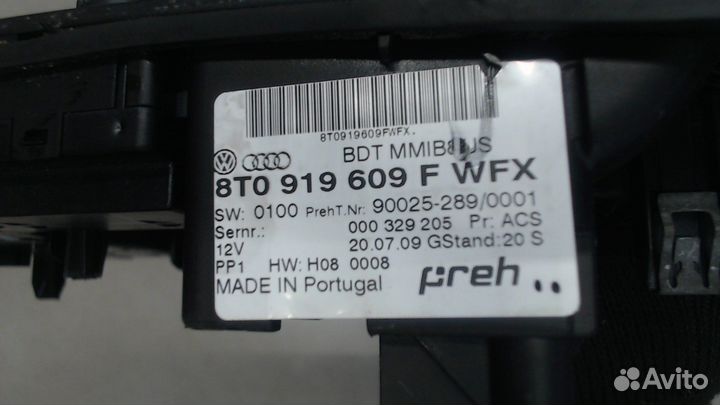 8T0919609FWFX.
BDT
8T0 919 609 F WFX
SW: 0100 PrehT.Nr: 90025-289/0001
Sernr.: 000 329 205 Pr: ACS
12V 20.07.09 GStand:20 S
PP1 HW: H08 0008
MADE IN Portugal preh
Avito